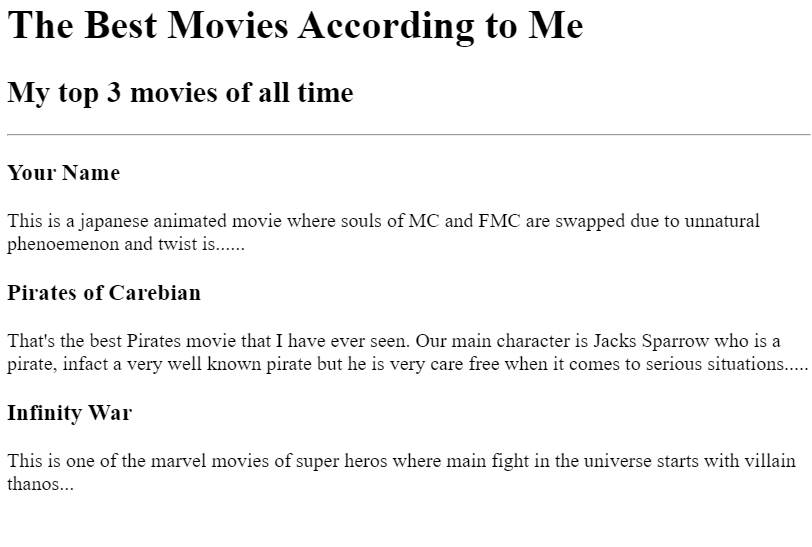 The Best Movies According to Me
My top 3 movies of all time
Your Name
This is a japanese animated movie where souls of MC and FMC are swapped due to unnatural
phenoemenon and twist is......
Pirates of Carebian
That's the best Pirates movie that I have ever seen. Our main character is Jacks Sparrow who is a
pirate, infact a very well known pirate but he is very care free when it comes to serious situations.....
Infinity War
This is one of the marvel movies of super heros where main fight in the universe starts with villain
thanos...